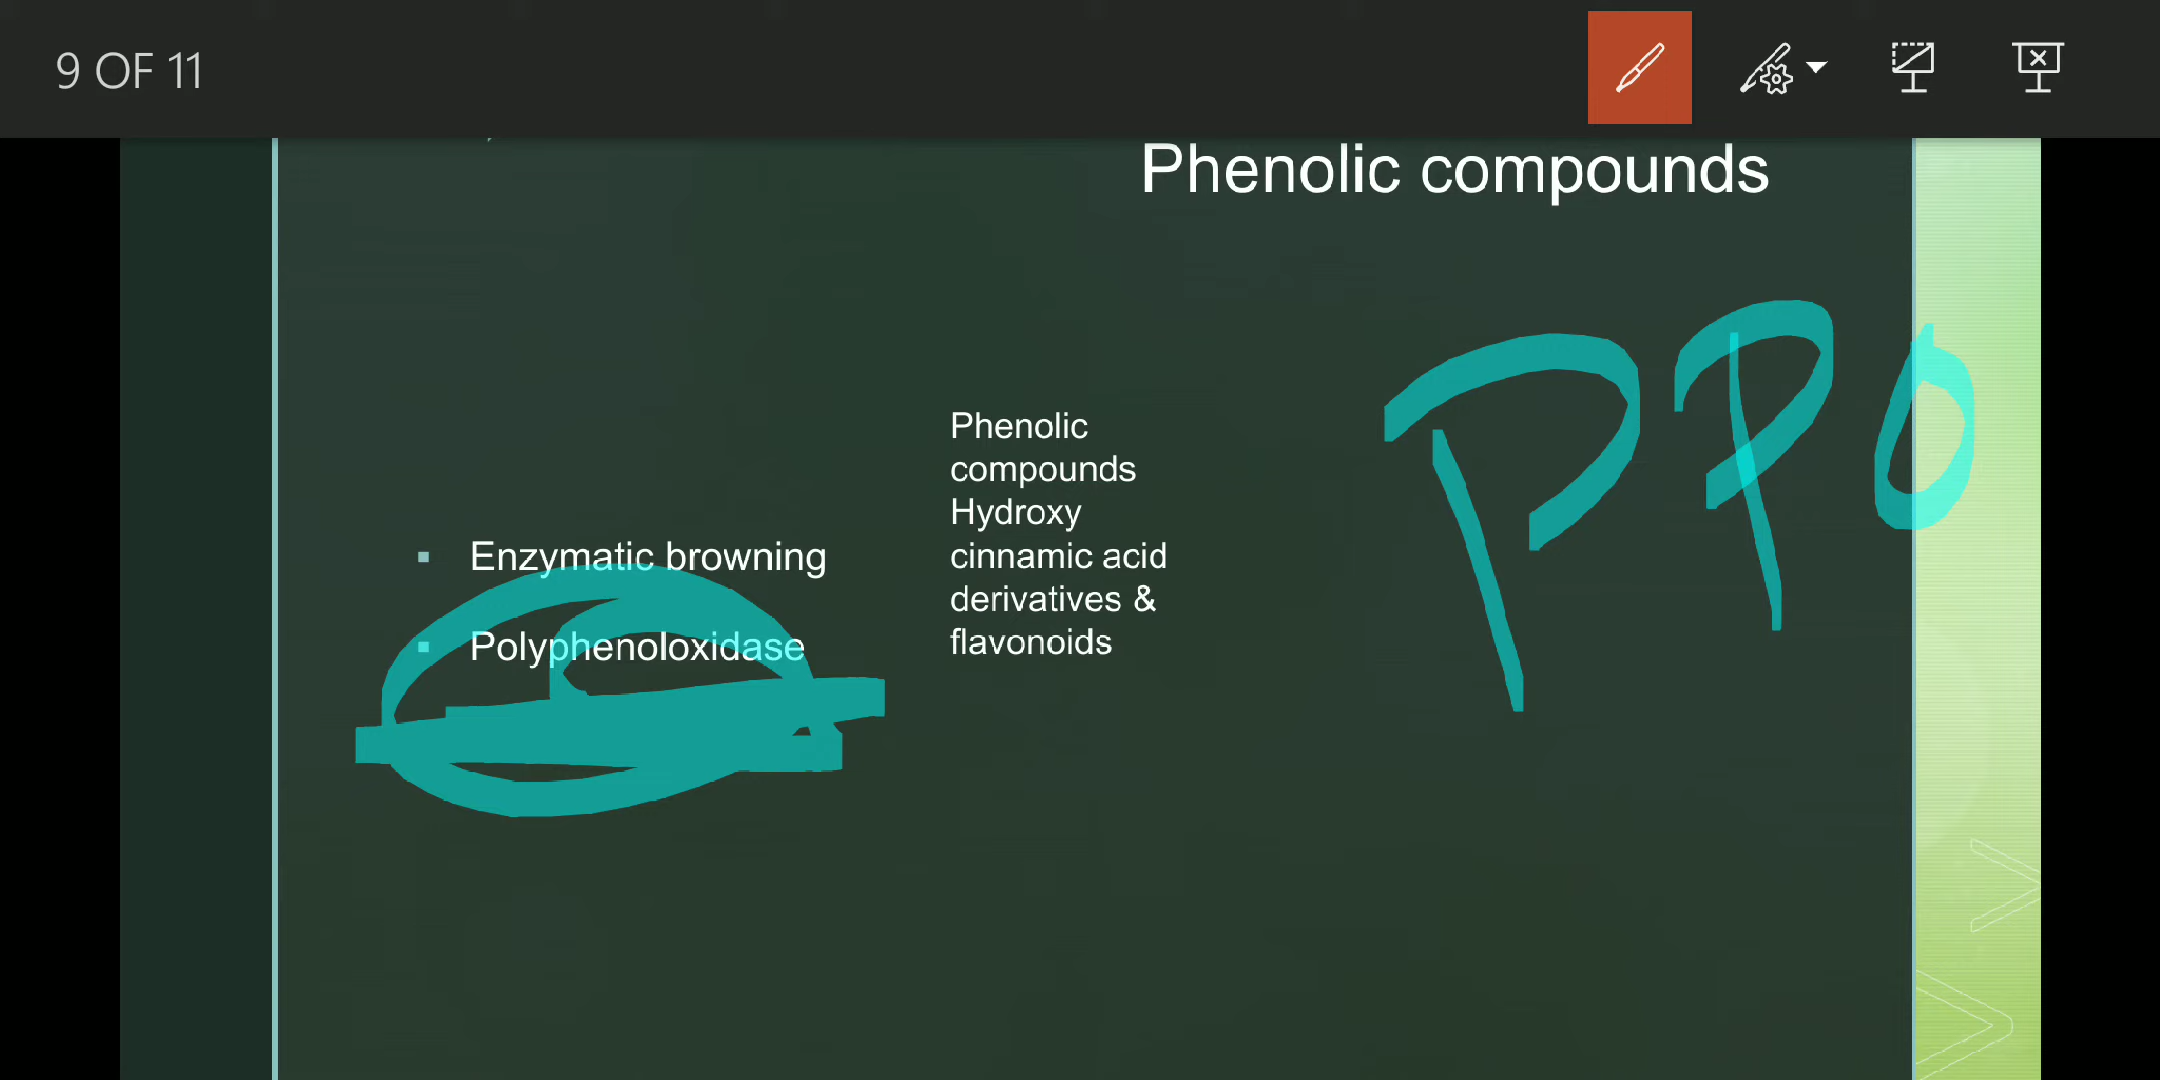 9 OF 11
Phenolic compounds
Enzymatic browning
Polyphenoloxidase
Phenolic
compounds
Hydroxy
cinnamic acid
derivatives &
flavonoids
PPO